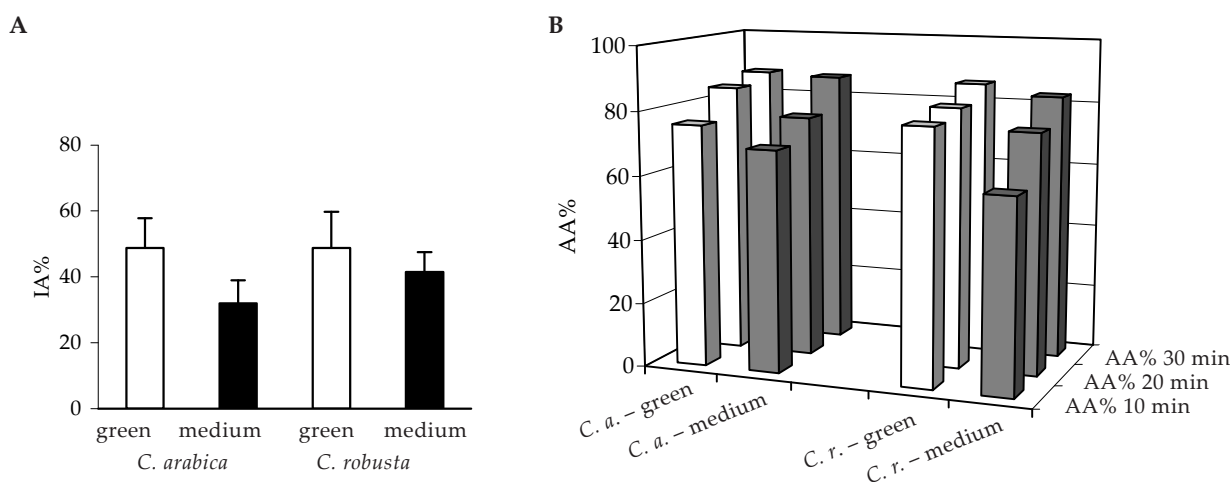 A
IA%
80
60
40
20
0
green medium green medium
C. arabica C. robusta
B
AA%
100
80
60
40
20
0
C. a. – green
C. a. – medium
C. r. – green
C. r. – medium
AA% 30 min
AA% 20 min
AA% 10 min